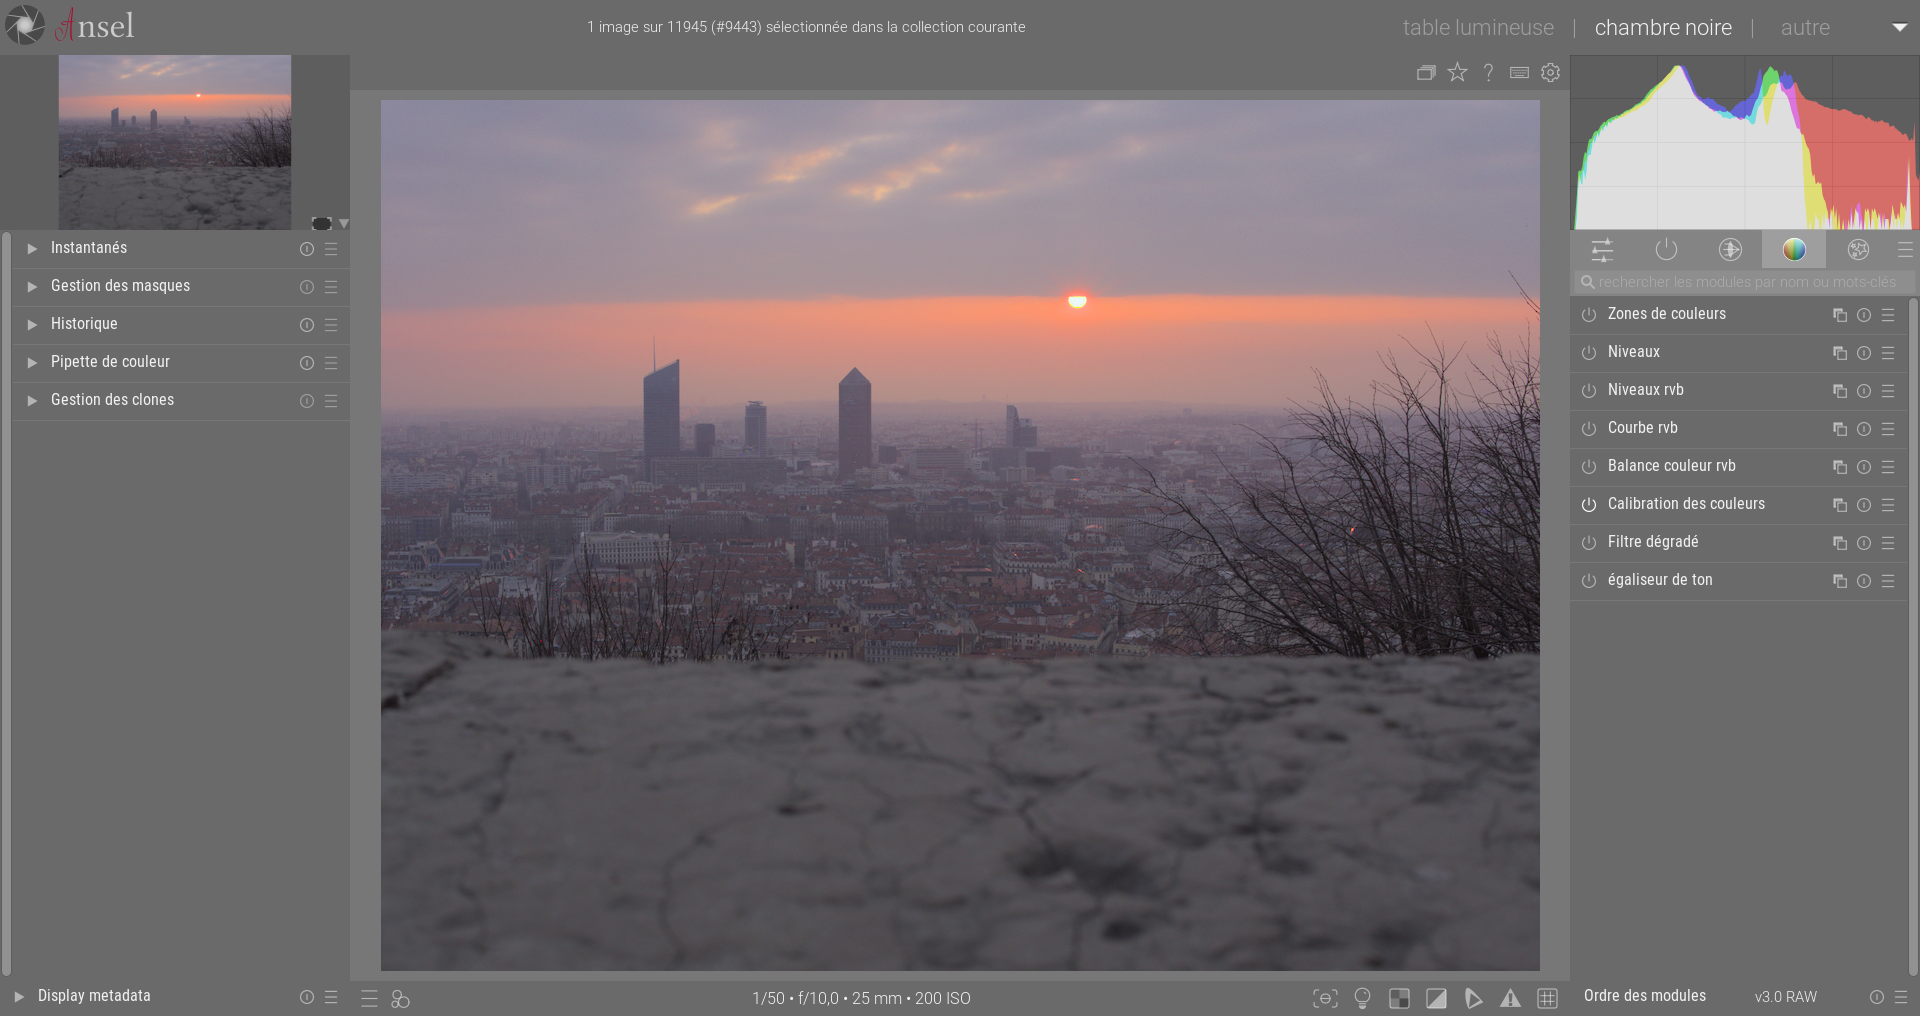 Ansel
1 image sur 11945 (#9443) sélectionnée dans la collection courante
table lumineuse | chambre noire | autre
Instantanés
Gestion des masques
Historique
Pipette de couleur
Gestion des clones
Display metadata
1/50 • f/10,0 • 25 mm • 200 ISO
rechercher les modules par nom ou mots-clés
Zones de couleurs
Niveaux
Niveaux rvb
Courbe rvb
Balance couleur rvb
Calibration des couleurs
Filtre dégradé
égaliseur de ton
Ordre des modules v3.0 RAW